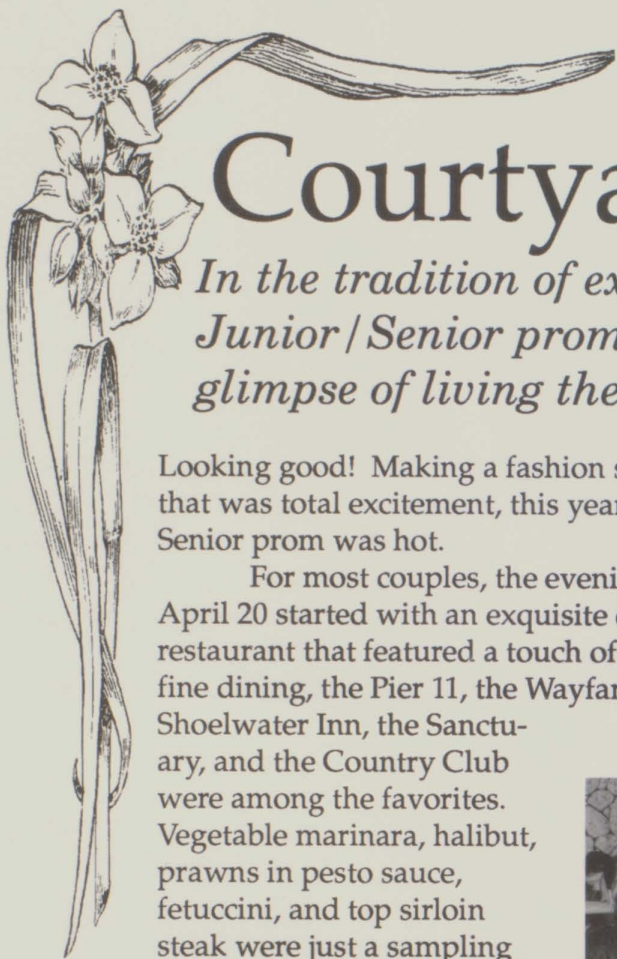 Courtya
In the tradition of ex
Junior/Senior prom
glimpse of living the
Looking good! Making a fashion s
that was total excitement, this year
Senior prom was hot.
For most couples, the eveni
April 20 started with an exquisite
restaurant that featured a touch of
fine dining, the Pier 11, the Wayfar
Shoelwater Inn, the Sanctu-
ary, and the Country Club
were among the favorites.
Vegetable marinara, halibut,
prawns in pesto sauce,
fetuccini, and top sirloin
steak were just a sampling